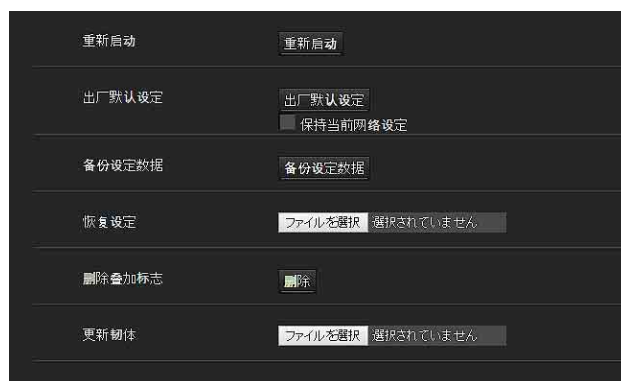 重新启动 重新启动
出厂默认设定 出厂默认设定
保持当前网络设定
备份设定数据 备份设定数据
恢复设定 ファイルを選択 選択されていません
删除叠加标志 删除
更新韧体 ファイルを選択 選択されていません